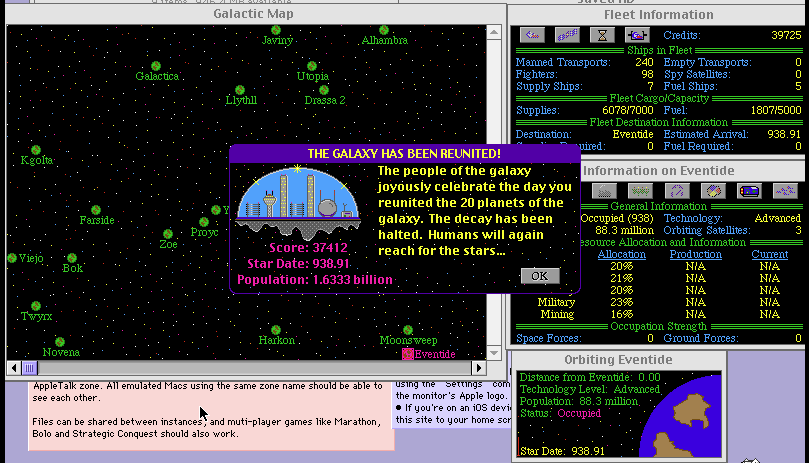 Galactic Map
Javiny
Alhambra
Galactica
Utopia
Llythll
Drassa 2
Kgolta
Farside
Proyc
Zoe
Viejo
Bok
Twyrx
Novena
Harkon
Moonsweep
Eventide
THE GALAXY HAS BEEN REUNITED!
The people of the galaxy
joyously celebrate the day you
reunited the 20 planets of the
galaxy. The decay has been
halted. Humans will again
reach for the stars...
Score: 37412
Star Date: 938.91
Population: 1.6333 billion
OK
Fleet Information
Credits: 39725
Ships in Fleet
Manned Transports: 240 Empty Transports: 0
Fighters: 98 Spy Satellites: 0
Supply Ships: 7 Fuel Ships: 5
Fleet Cargo/Capacity
Supplies: 6078/7000 Fuel: 1807/5000
Fleet Destination Information
Destination: Eventide Estimated Arrival: 938.91
Required: 0 Fuel Required: 0
Information on Eventide
General Information
Occupied (938) Technology: Advanced
88.3 million Orbiting Satellites: 3
Allocation and Information
Allocation Production Current
20% N/A N/A
21% N/A N/A
20% N/A N/A
Military 23% N/A N/A
Mining 16% N/A N/A
Occupation Strength
Space Forces: 0 Ground Forces: 0
Orbiting Eventide
Distance from Eventide: 0.00
Technology Level: Advanced
Population: 88.3 million
Status: Occupied
Star Date: 938.91
AppleTalk zone. All emulated Macs using the same zone name should be able to
see each other.
Files can be shared between instances, and muti-player games like Marathon,
Bolo and Strategic Conquest should also work.
using the "Settings" com
the monitor's Apple logo.
● If you're on an iOS devi
this site to your home scr